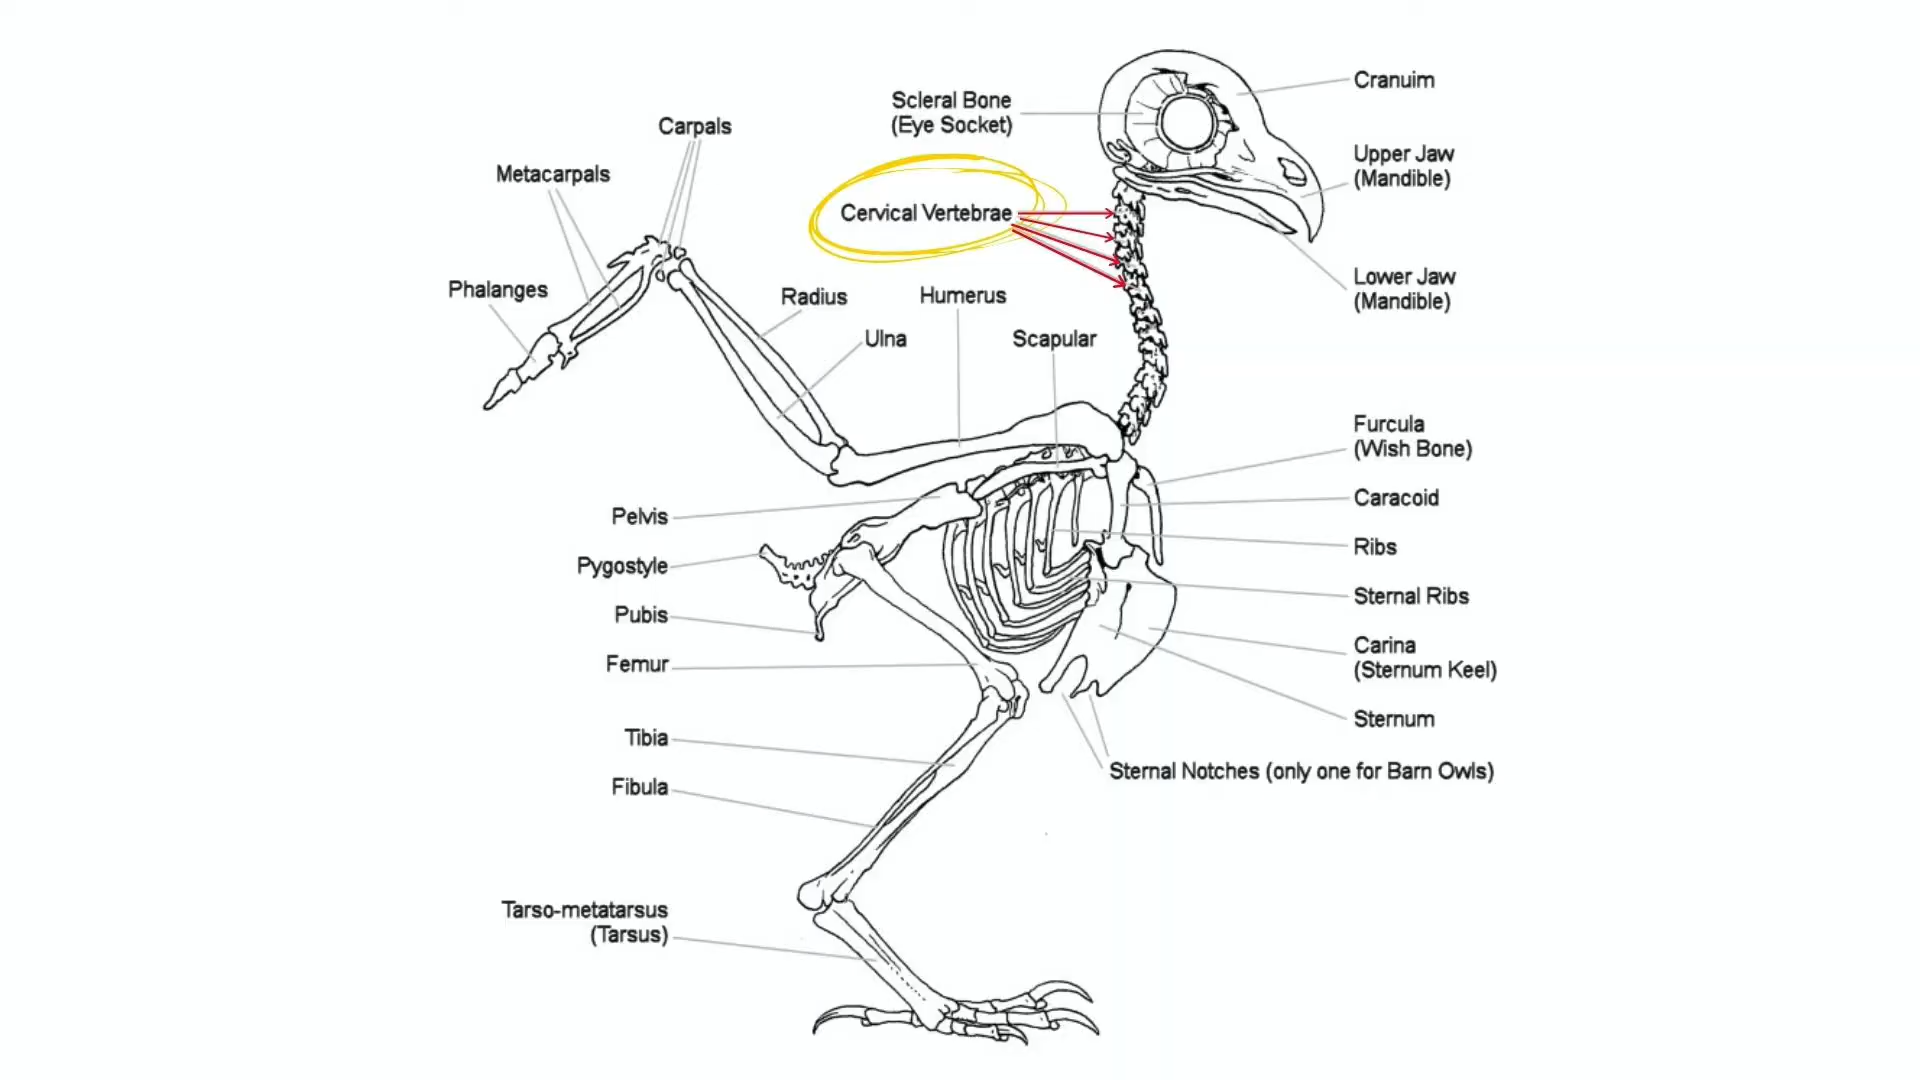 Cranuim
Scleral Bone
(Eye Socket)
Carpals
Upper Jaw
(Mandible)
Metacarpals
Cervical Vertebrae
Lower Jaw
(Mandible)
Phalanges
Radius
Humerus
Ulna
Scapular
Furcula
(Wish Bone)
Caracoid
Pelvis
Ribs
Pygostyle
Sternal Ribs
Pubis
Carina
(Sternum Keel)
Femur
Sternum
Tibia
Sternal Notches (only one for Barn Owls)
Fibula
Tarso-metatarsus
(Tarsus)